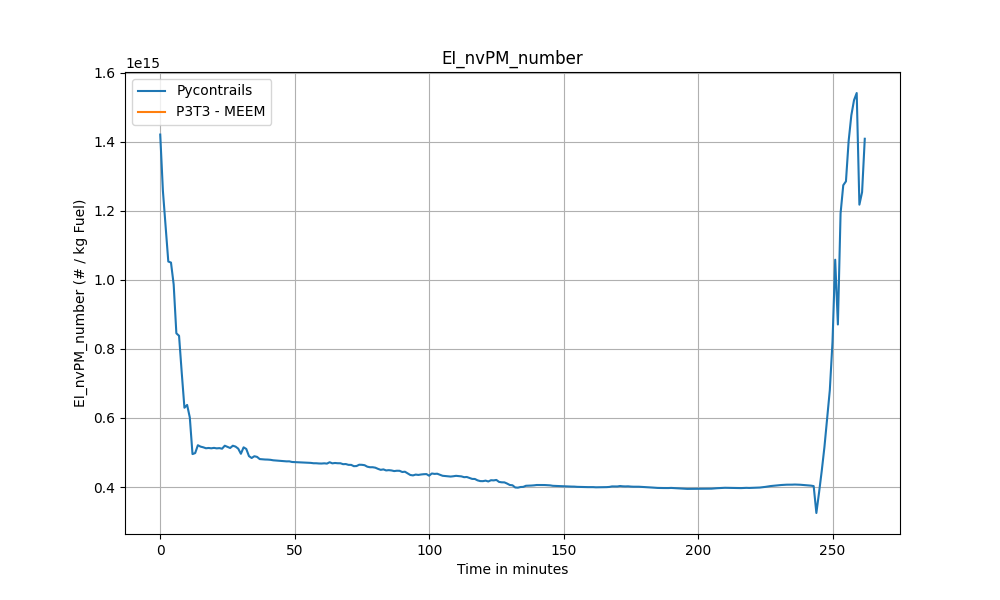 EI_nvPM_number
1e15
1.6
1.4
1.2
1.0
0.8
0.6
0.4
EI_nvPM_number (# / kg Fuel)
Pycontrails
P3T3 - MEEM
0
50
100
150
200
250
Time in minutes